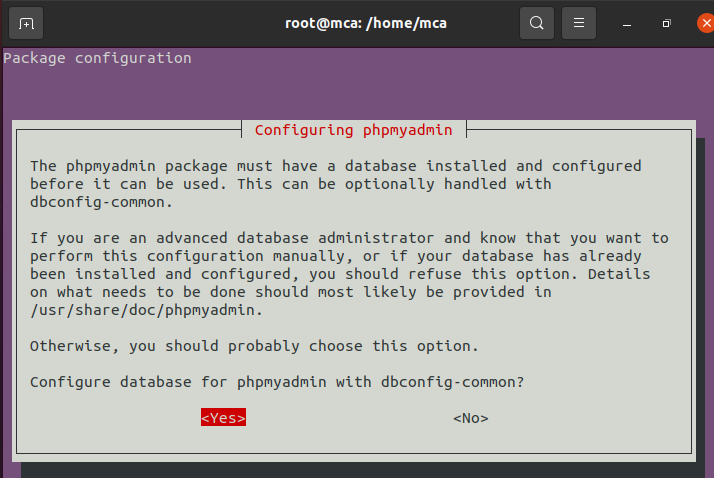 root@mca: /home/mca
Package configuration
Configuring phpmyadmin
The phpmyadmin package must have a database installed and configured
before it can be used. This can be optionally handled with
dbconfig-common.
If you are an advanced database administrator and know that you want to
perform this configuration manually, or if your database has already
been installed and configured, you should refuse this option. Details
on what needs to be done should most likely be provided in
/usr/share/doc/phpmyadmin.
Otherwise, you should probably choose this option.
Configure database for phpmyadmin with dbconfig-common?
<Yes> <No>